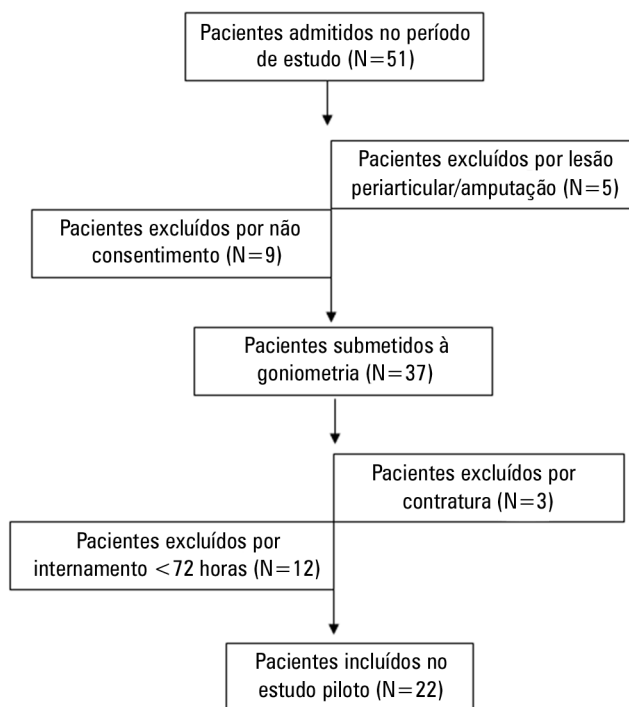 Pacientes admitidos no período
de estudo (N=51)
Pacientes excluídos por lesão
periarticular/amputação (N=5)
Pacientes excluídos por não
consentimento (N=9)
Pacientes submetidos à
goniometria (N=37)
Pacientes excluídos por
contratura (N=3)
Pacientes excluídos por
internamento <72 horas (N=12)
Pacientes incluídos no
estudo piloto (N=22)